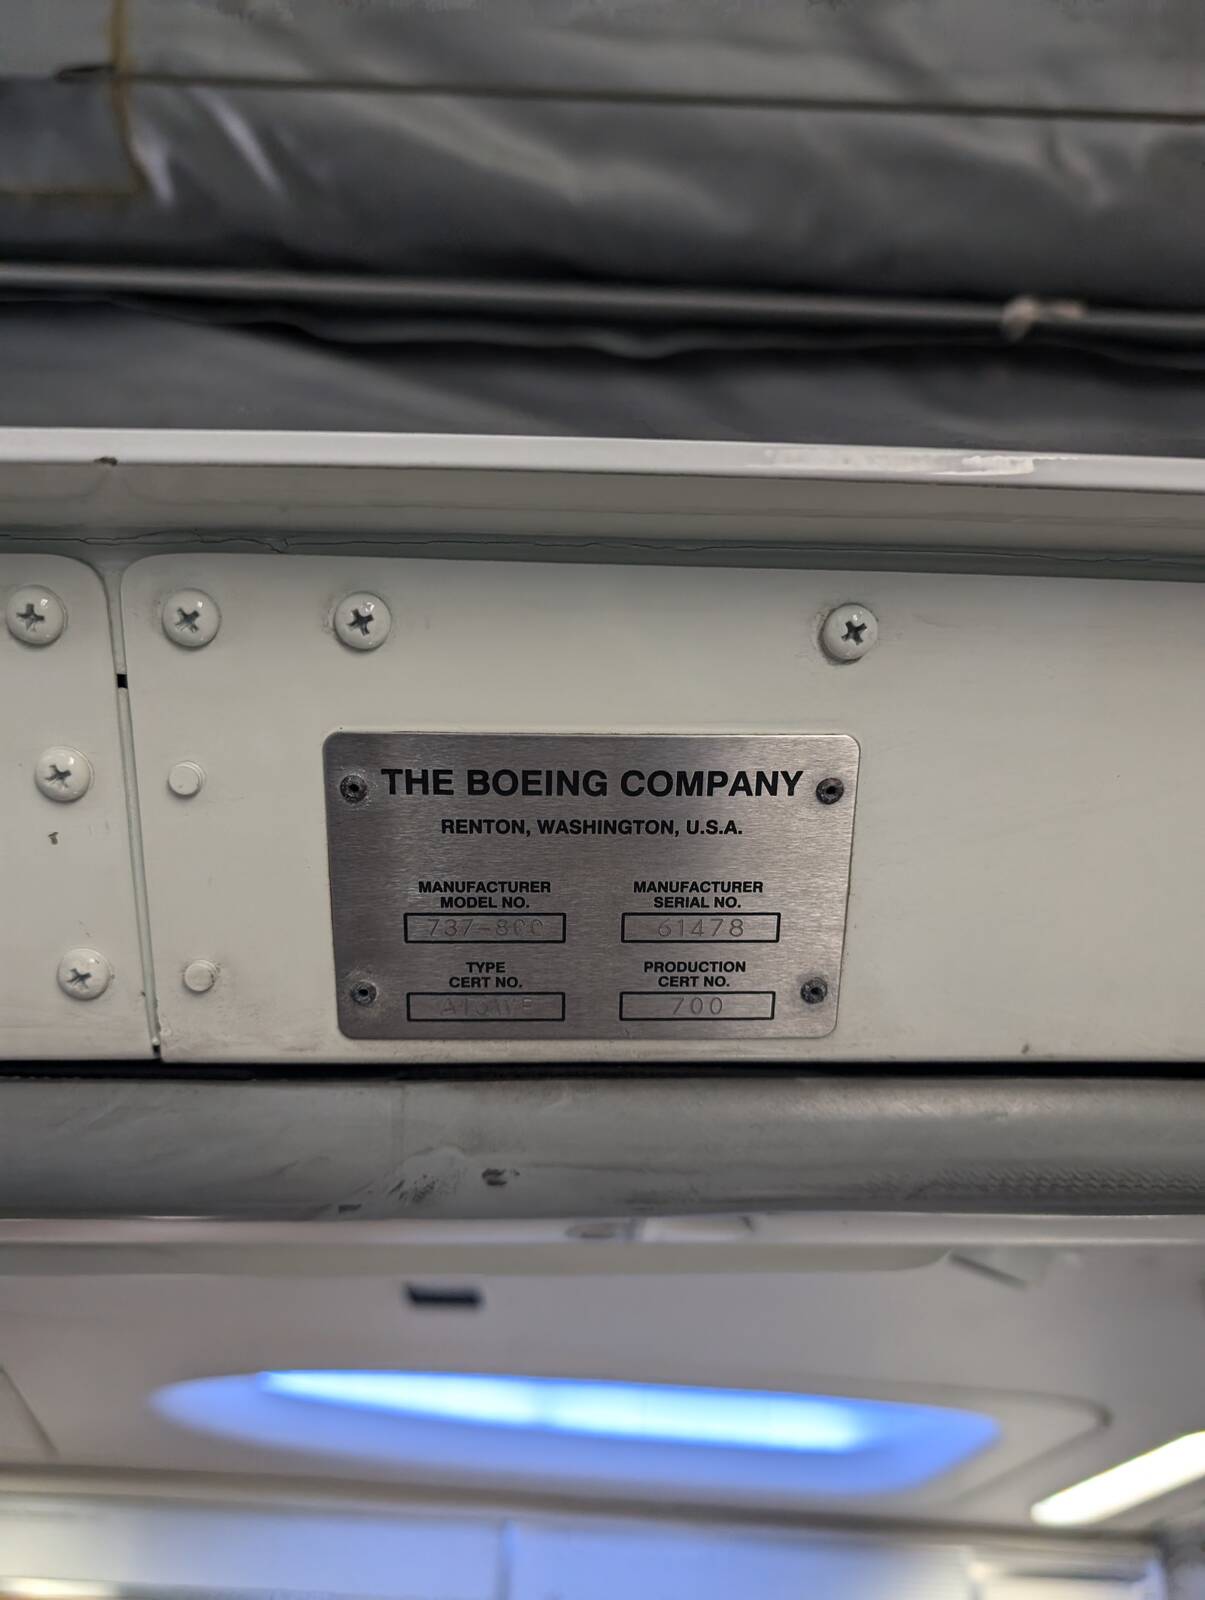 THE BOEING COMPANY
RENTON, WASHINGTON, U.S.A.
MANUFACTURER MANUFACTURER
MODEL NO. SERIAL NO.
737-800 61478
TYPE PRODUCTION
CERT NO. CERT NO.
A16WE 700